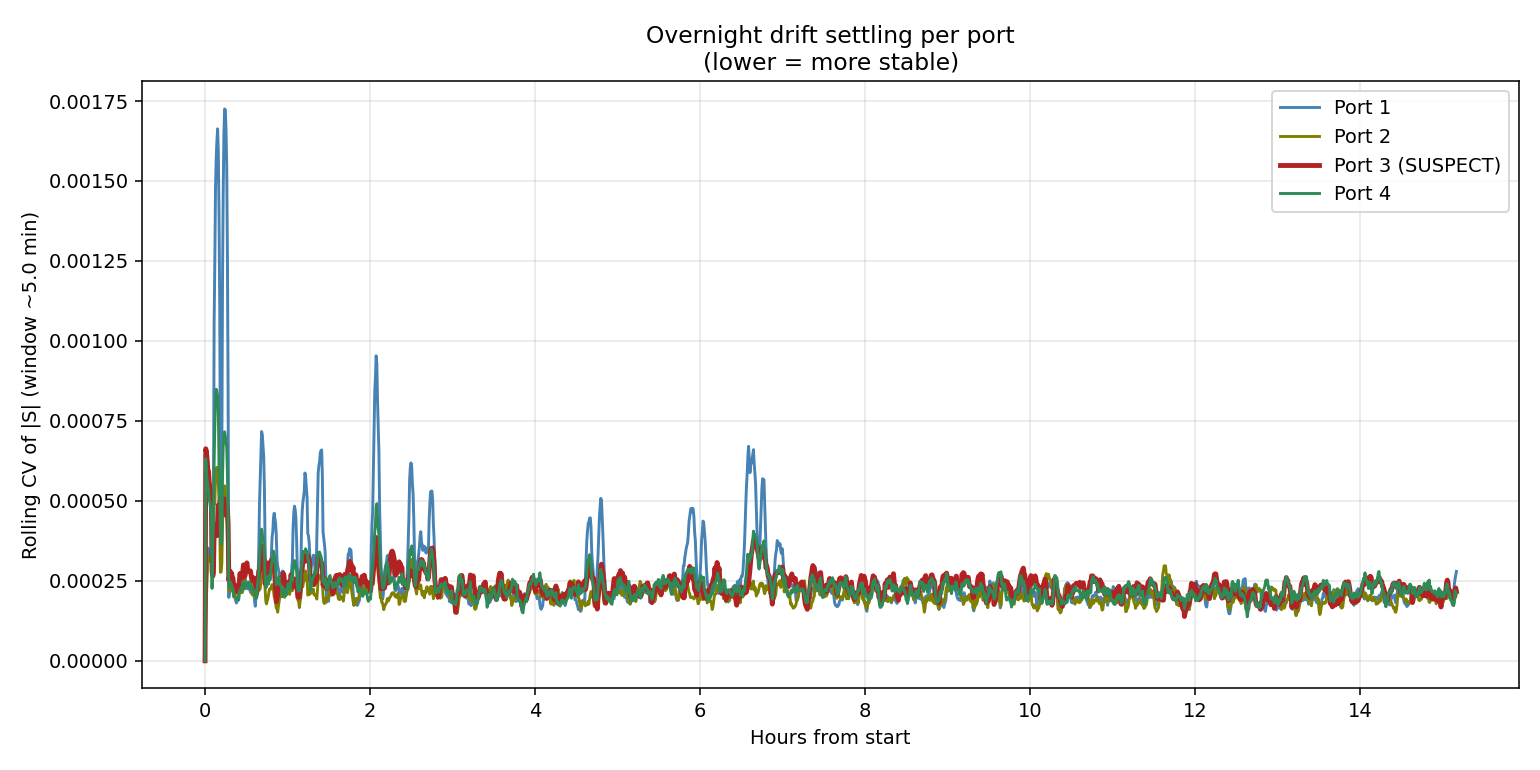 Overnight drift settling per port
(lower = more stable)
Rolling CV of |S| (window ~5.0 min)
0.00175
0.00150
0.00125
0.00100
0.00075
0.00050
0.00025
0.00000
Port 1
Port 2
Port 3 (SUSPECT)
Port 4
0 2 4 6 8 10 12 14
Hours from start